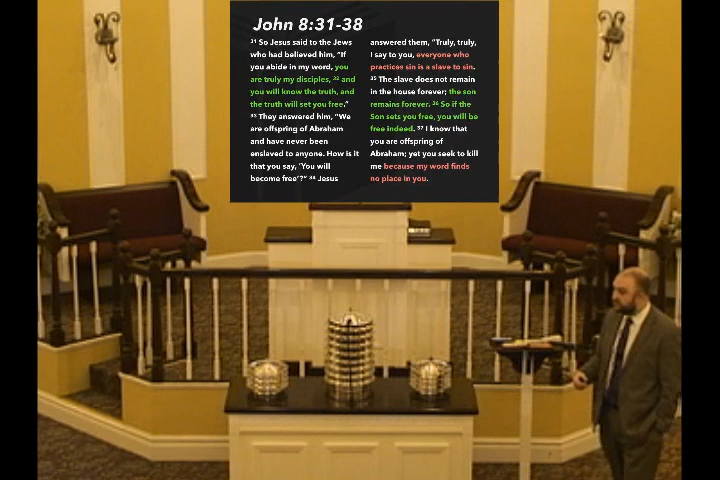 John 8:31-38
31 So Jesus said to the Jews
who had believed him, “If
you abide in my word, you
are truly my disciples, 32 and
you will know the truth, and
the truth will set you free.”
33 They answered him, “We
are offspring of Abraham
and have never been
enslaved to anyone. How is it
that you say, ‘You will
become free’?” 34 Jesus
answered them, “Truly, truly,
I say to you, everyone who
practices sin is a slave to sin.
35 The slave does not remain
in the house forever; the son
remains forever. 36 So if the
Son sets you free, you will be
free indeed. 37 I know that
you are offspring of
Abraham; yet you seek to kill
me because my word finds
no place in you.